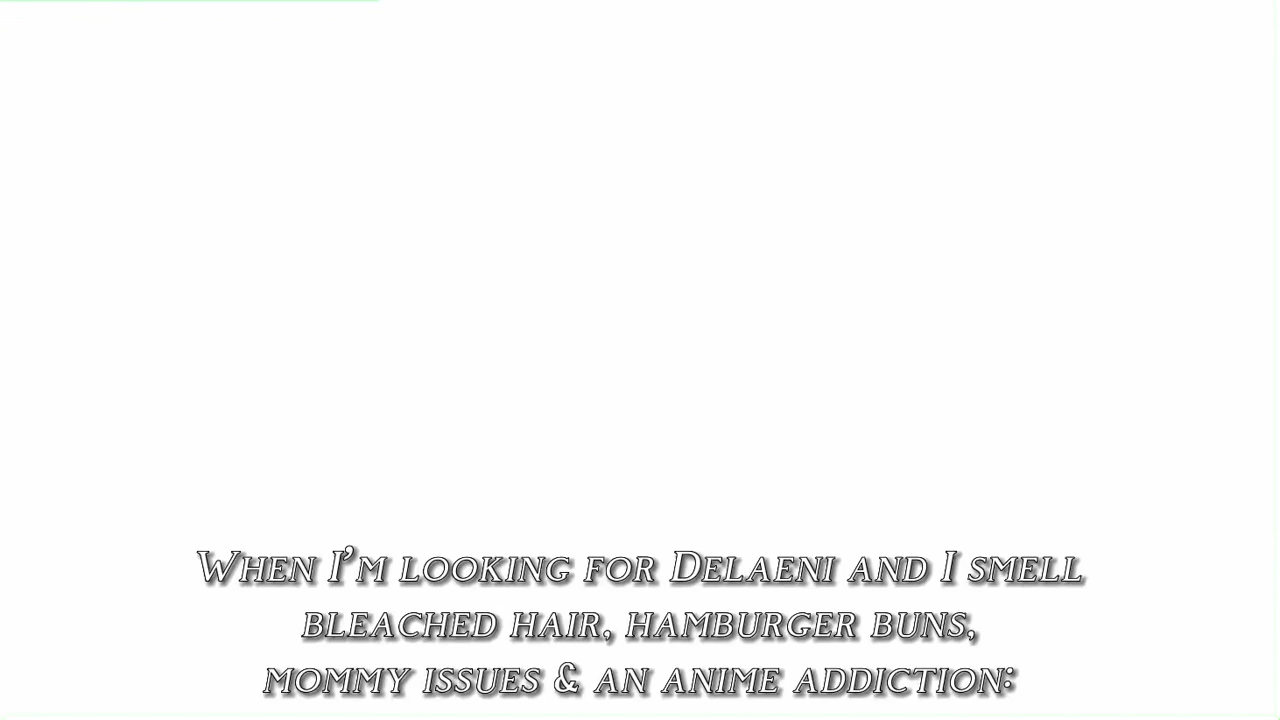 When I'm looking for Delaeni and I smell
bleached hair, hamburger buns,
mommy issues & an anime addiction: